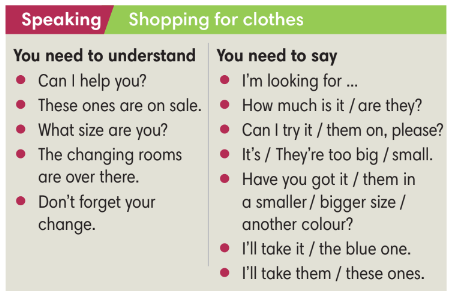 Speaking Shopping for clothes
You need to understand
Can I help you?
These ones are on sale.
What size are you?
The changing rooms
are over there.
Don't forget your
change.
You need to say
I'm looking for ...
How much is it / are they?
Can I try it / them on, please?
It's / They're too big / small.
Have you got it / them in
a smaller / bigger size /
another colour?
I'll take it / the blue one.
I'll take them / these ones.